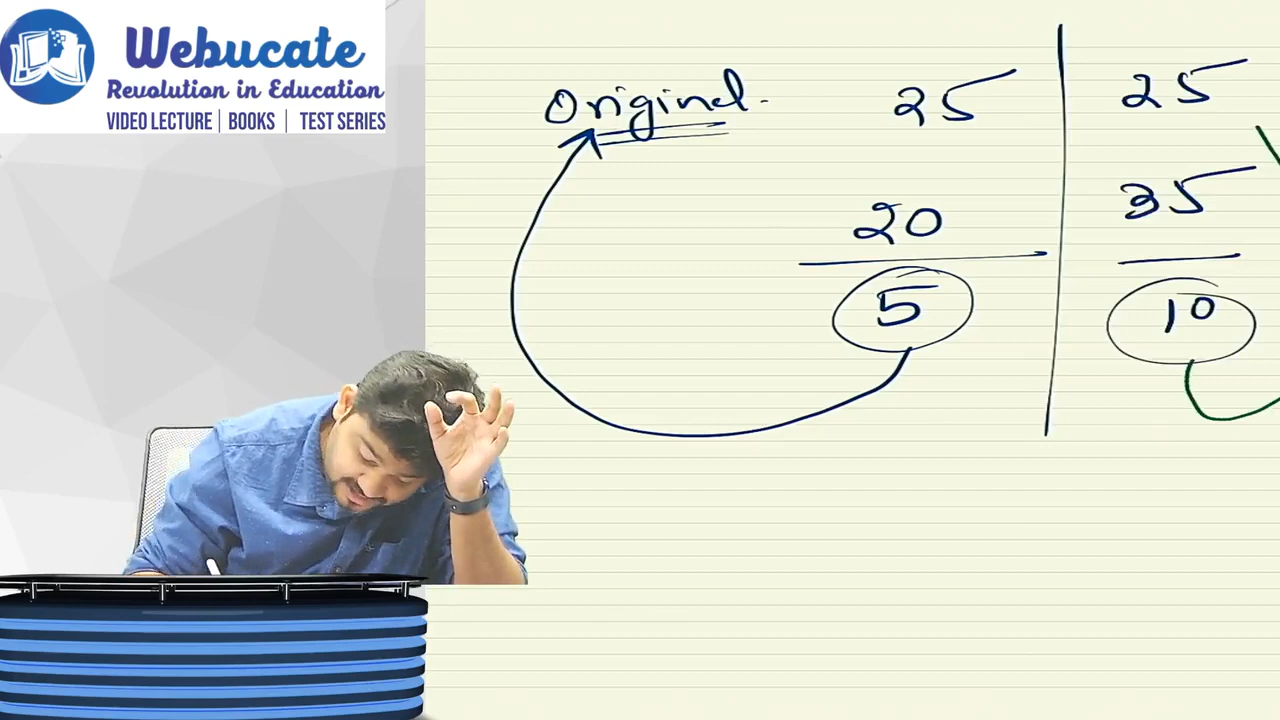 Webucate
Revolution in Education
VIDEO LECTURE | BOOKS | TEST SERIES
Original.
25
20
5
25
35
10